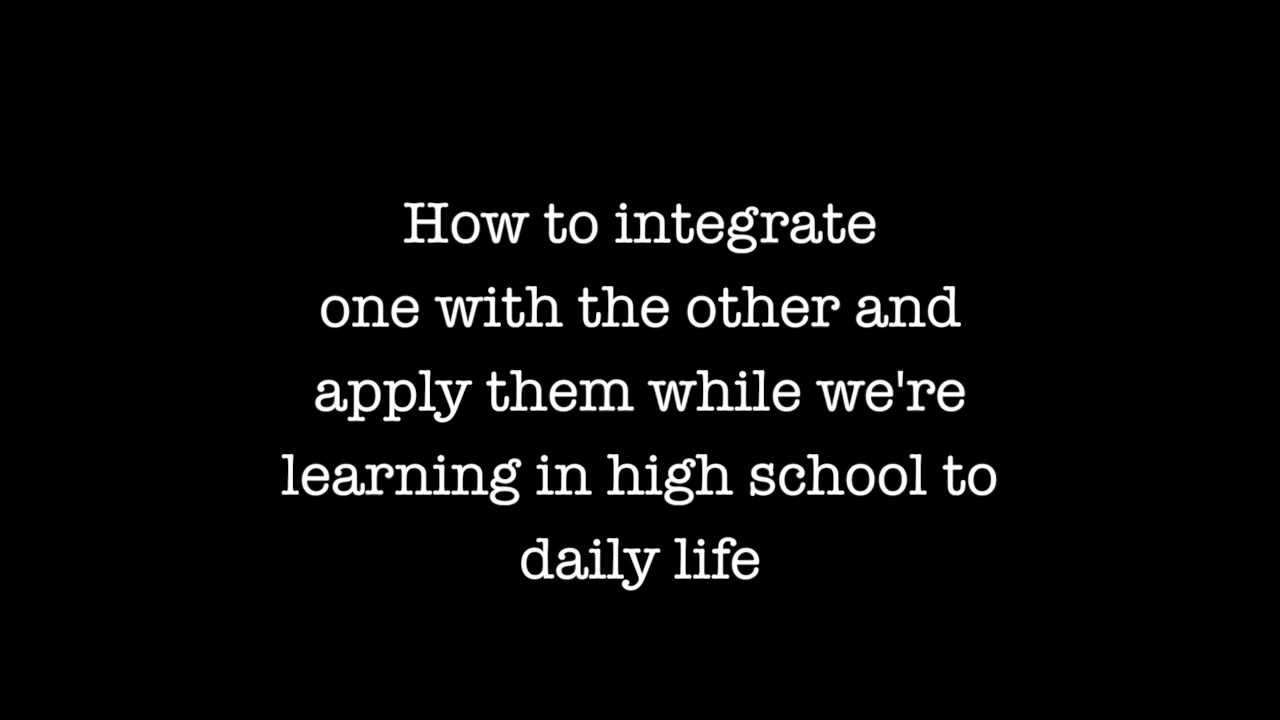 How to integrate
one with the other and
apply them while we're
learning in high school to
daily life